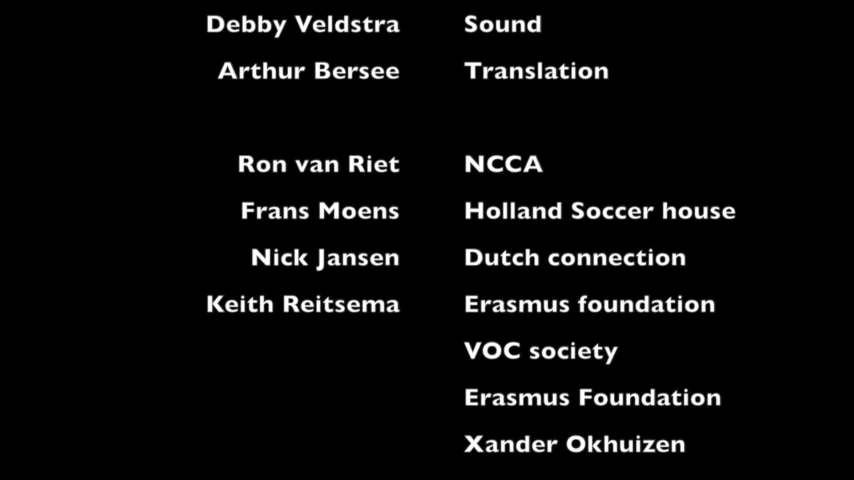 Debby Veldstra Sound
Arthur Bersee Translation
Ron van Riet NCCA
Frans Moens Holland Soccer house
Nick Jansen Dutch connection
Keith Reitsema Erasmus foundation
VOC society
Erasmus Foundation
Xander Okhuizen